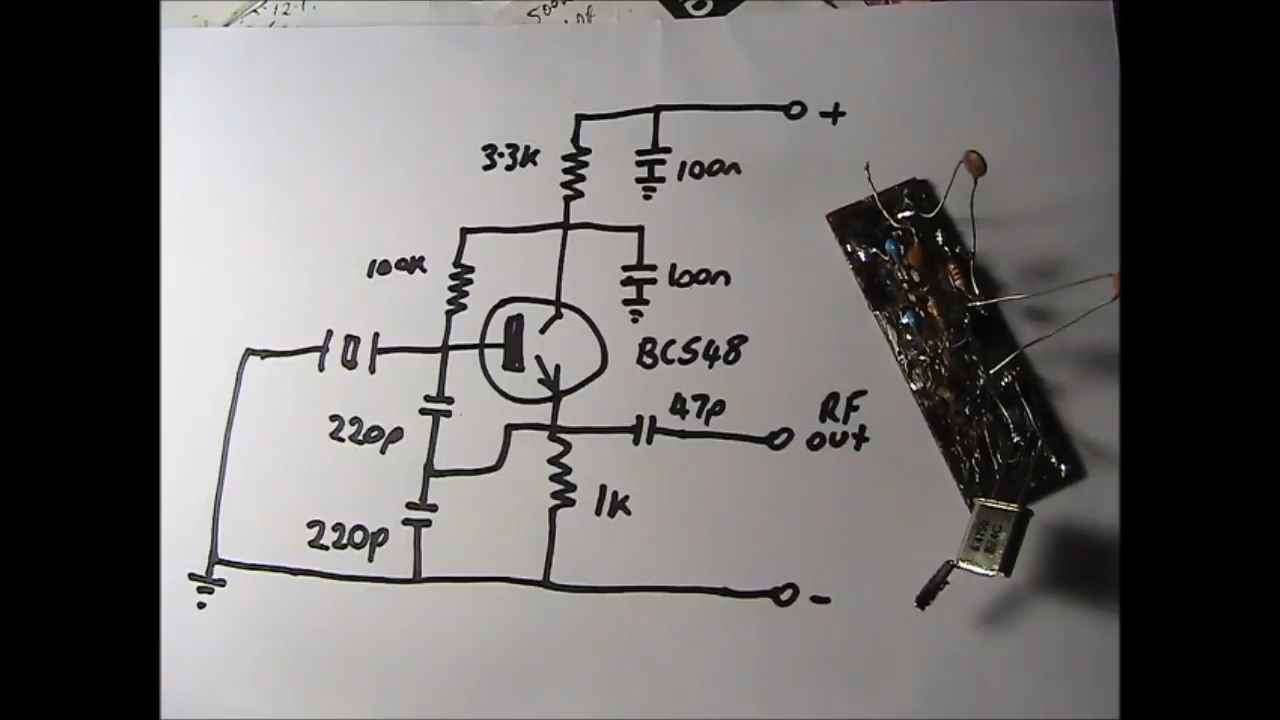 +
3.3K
100n
100K
100n
BC548
47p
RF
OUT
220p
1K
220p
-